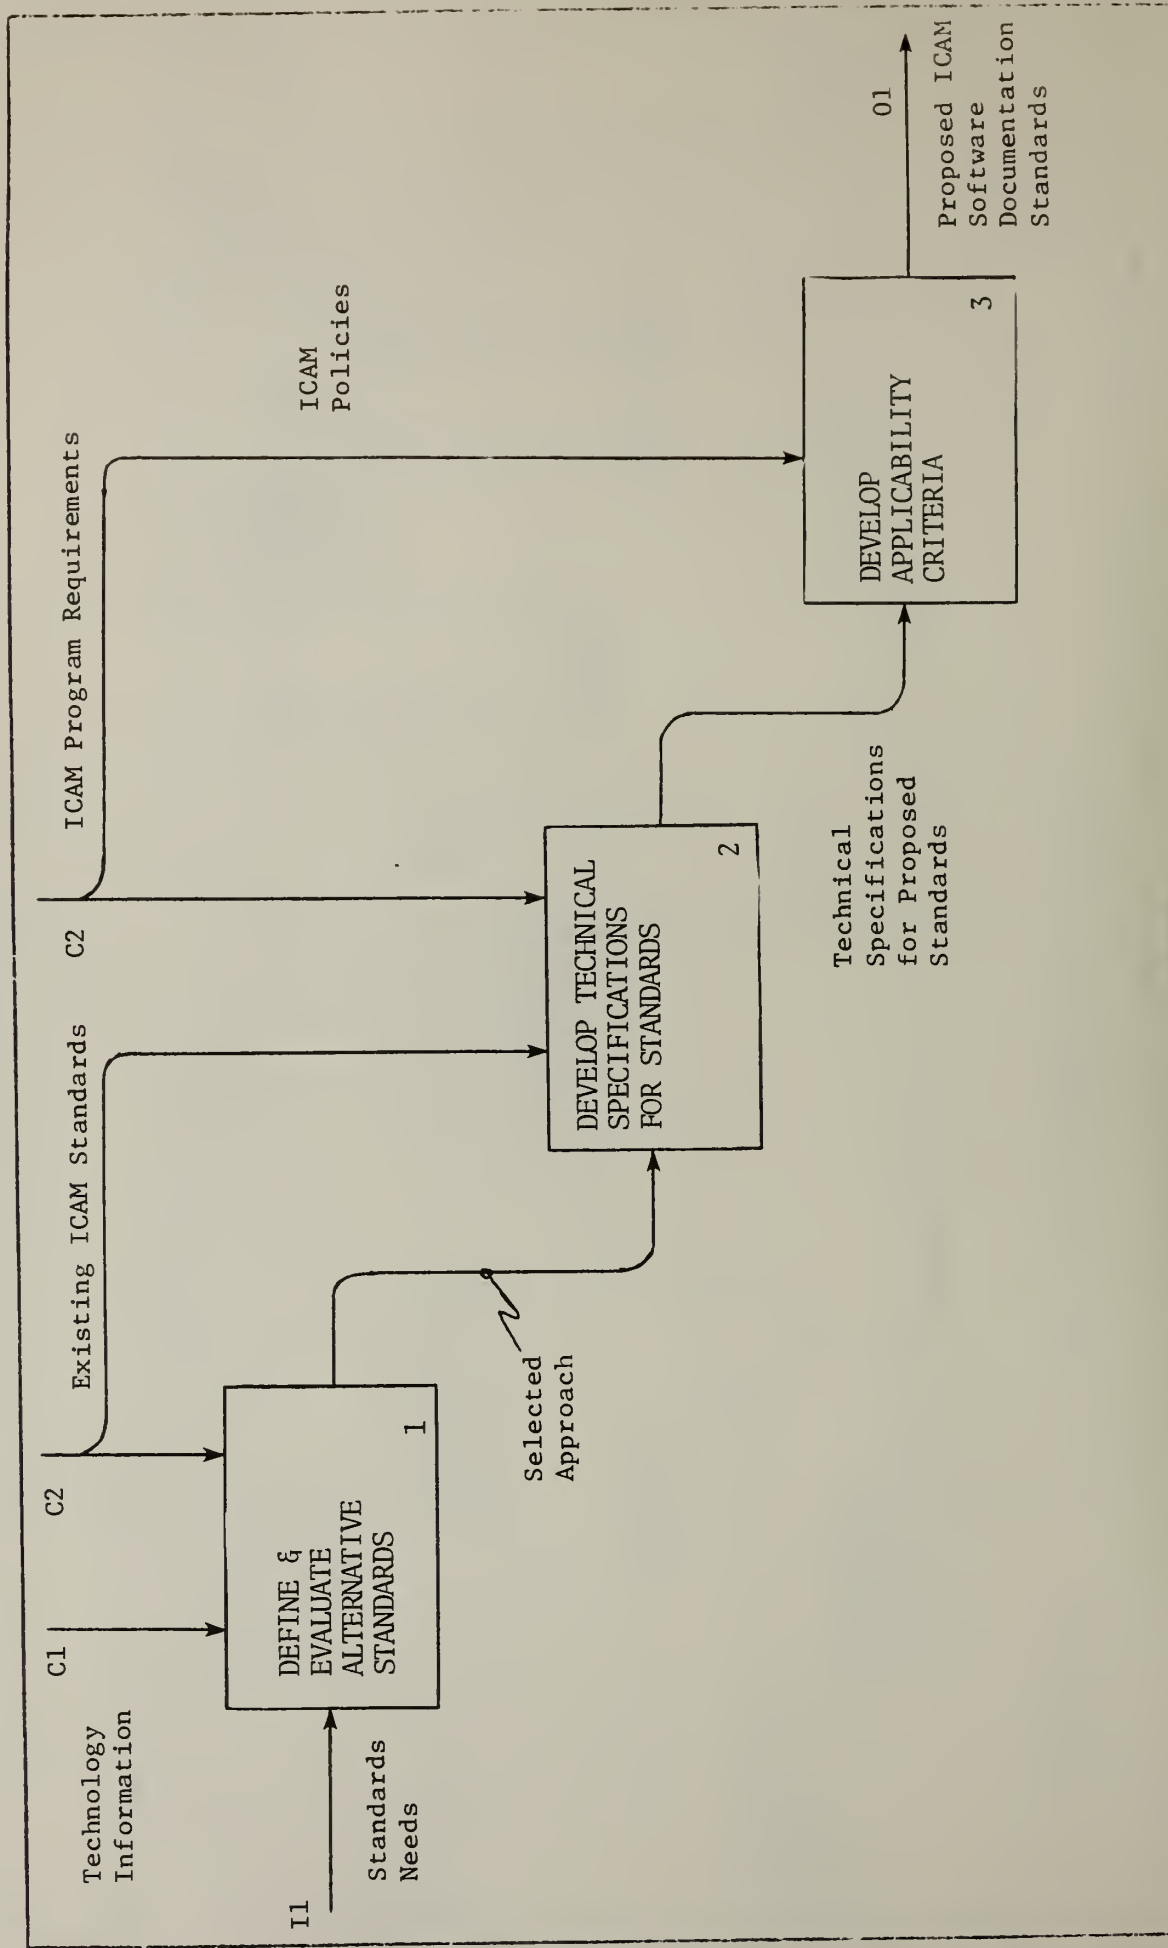 C1
Technology
Information
C2
Existing ICAM Standards
C2
ICAM Program Requirements
ICAM
Policies
I1
Standards
Needs
DEFINE &
EVALUATE
ALTERNATIVE
STANDARDS
1
Selected
Approach
DEVELOP TECHNICAL
SPECIFICATIONS
FOR STANDARDS
2
Technical
Specifications
for Proposed
Standards
DEVELOP
APPLICABILITY
CRITERIA
3
O1
Proposed ICAM
Software
Documentation
Standards